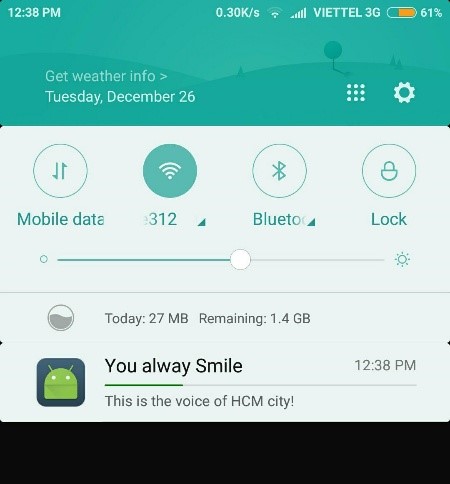 12:38 PM 0.30K/s VIETTEL 3G 61%
Get weather info >
Tuesday, December 26
Mobile data 312 Blueto Lock
Today: 27 MB Remaining: 1.4 GB
You alway Smile 12:38 PM
This is the voice of HCM city!